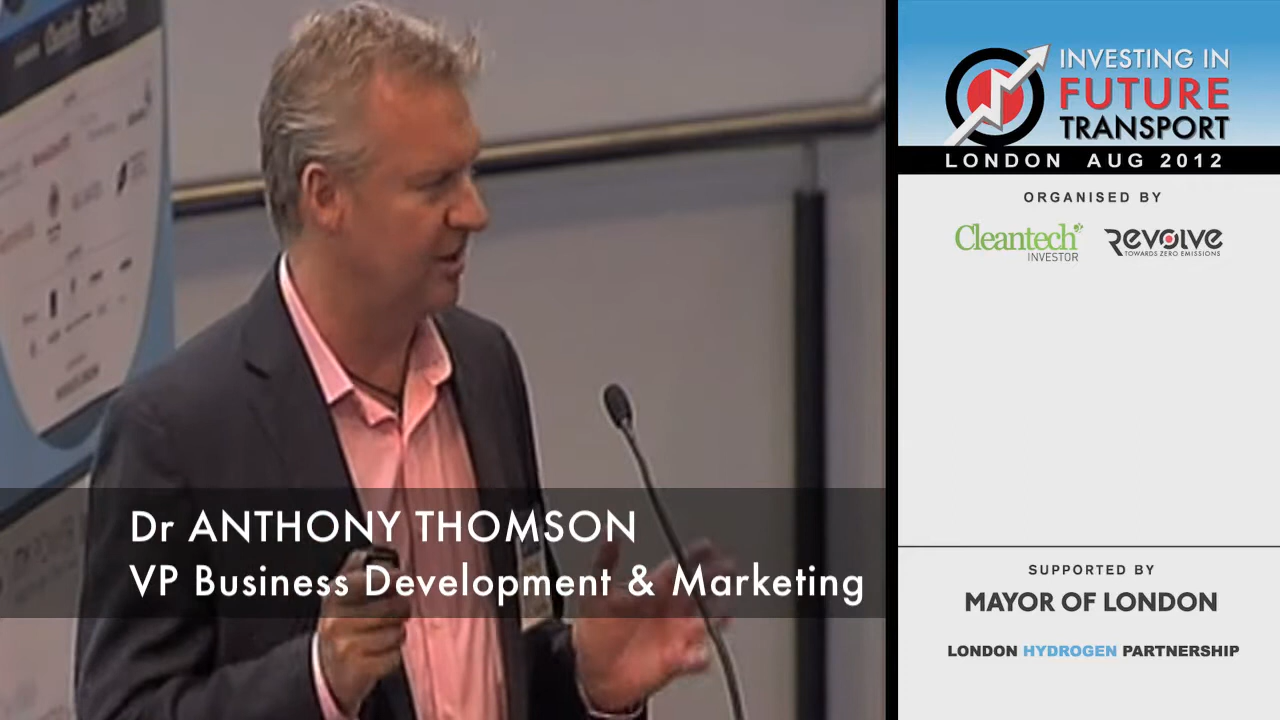 Dr ANTHONY THOMSON
VP Business Development & Marketing
INVESTING IN
FUTURE
TRANSPORT
LONDON AUG 2012
ORGANISED BY
Cleantech
INVESTOR
REVOLVE
TOWARDS ZERO EMISSIONS
SUPPORTED BY
MAYOR OF LONDON
LONDON HYDROGEN PARTNERSHIP